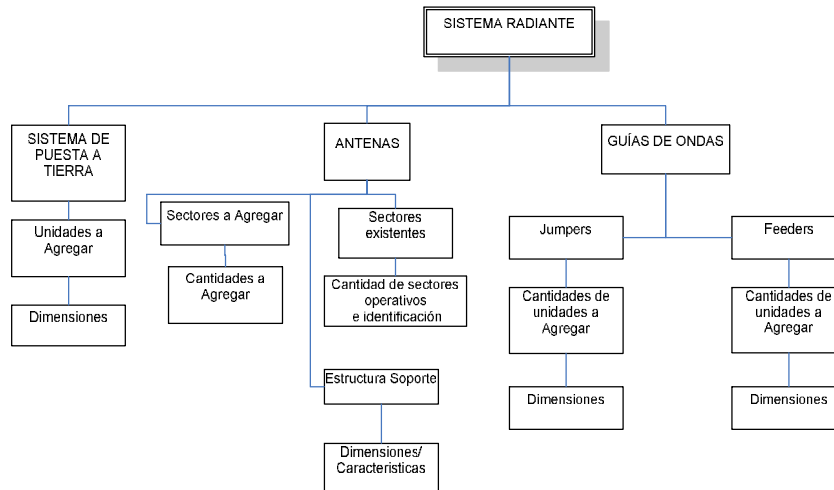 SISTEMA RADIANTE
SISTEMA DE
PUESTA A
TIERRA
ANTENAS
GUÍAS DE ONDAS
Unidades a
Agregar
Dimensiones
Sectores a Agregar
Cantidades a
Agregar
Sectores
existentes
Cantidad de sectores
operativos
e identificación
Estructura Soporte
Dimensiones/
Caracteristicas
Jumpers
Cantidades de
unidades a
Agregar
Dimensiones
Feeders
Cantidades de
unidades a
Agregar
Dimensiones